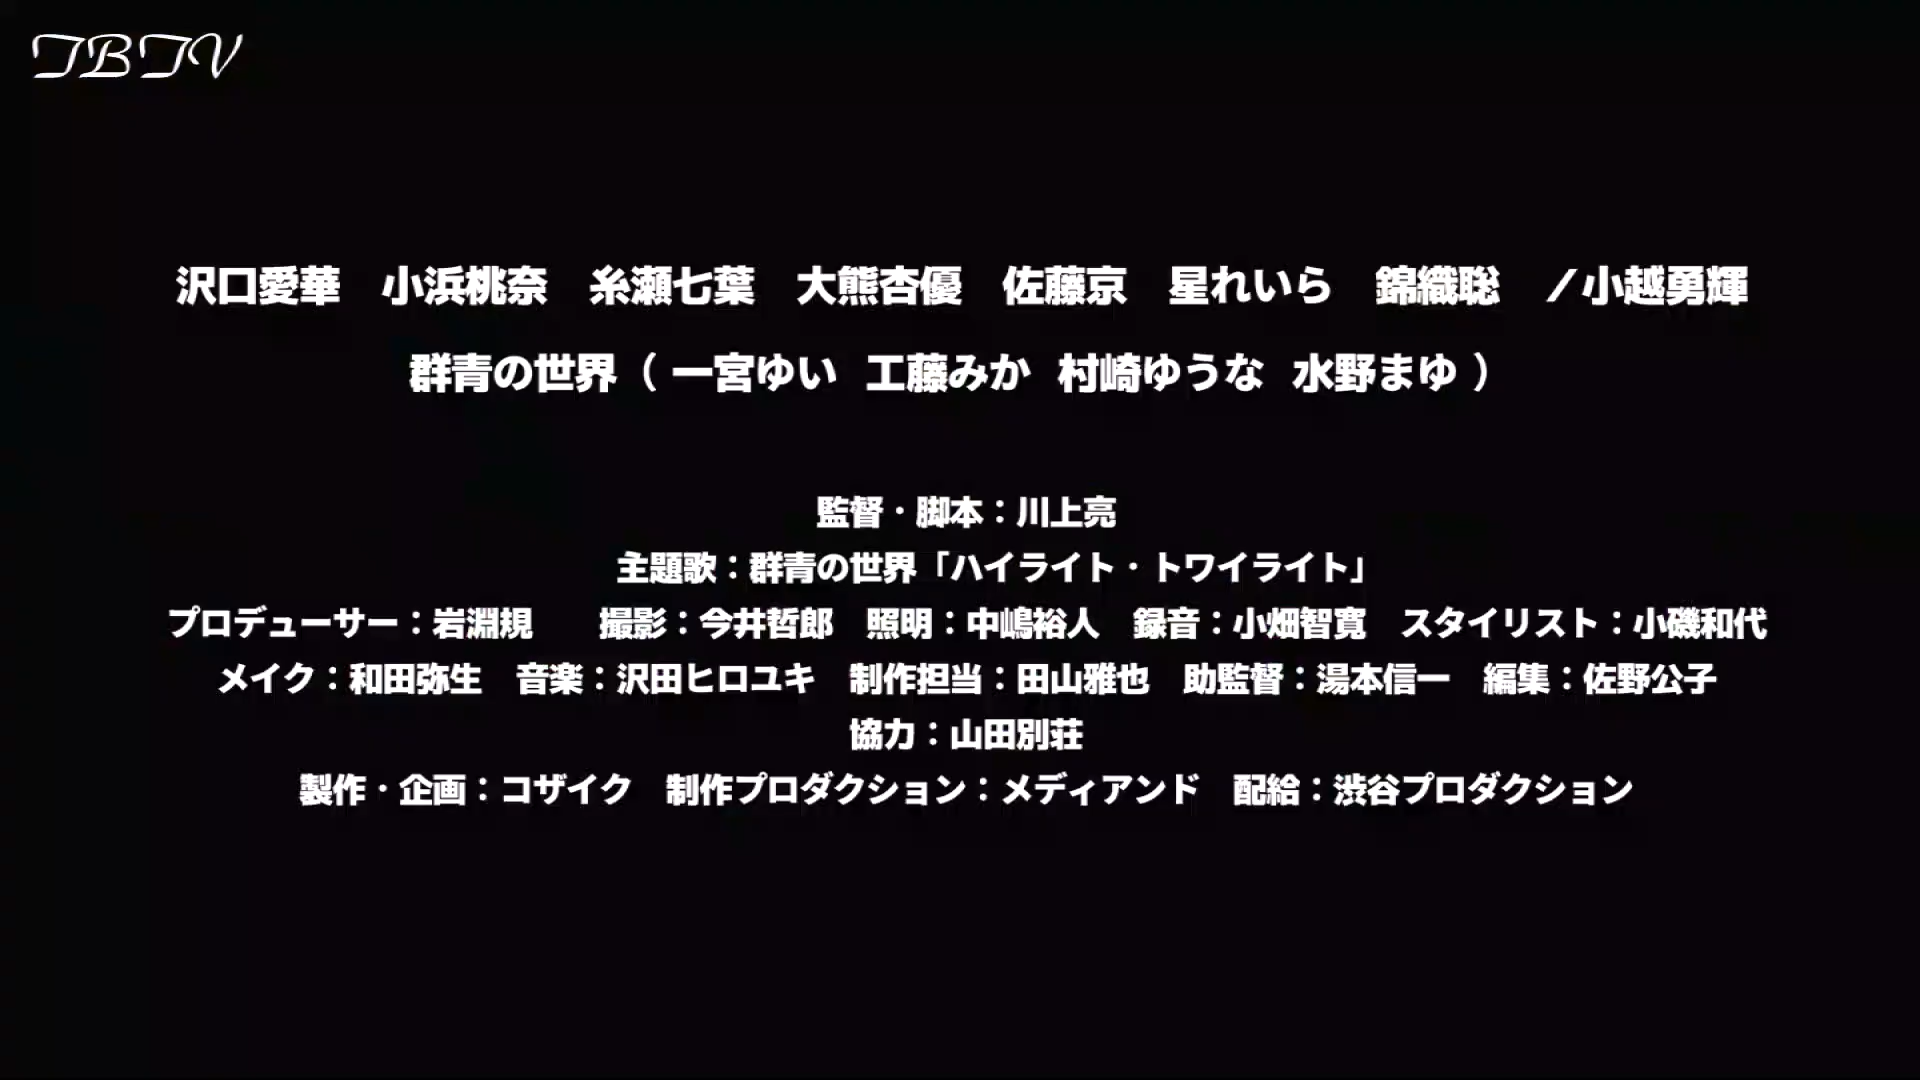 TBTV
沢口愛華　小浜桃奈　糸瀬七葉　大熊杏優　佐藤京　星れいら　錦織聡　／小越勇輝
群青の世界（ 一宮ゆい　工藤みか　村崎ゆうな　水野まゆ ）
監督・脚本：川上亮
主題歌：群青の世界「ハイライト・トワイライト」
プロデューサー：岩淵規　　撮影：今井哲郎　照明：中嶋裕人　録音：小畑智寛　スタイリスト：小磯和代
メイク：和田弥生　音楽：沢田ヒロユキ　制作担当：田山雅也　助監督：湯本信一　編集：佐野公子
協力：山田別荘
製作・企画：コザイク　制作プロダクション：メディアンド　配給：渋谷プロダクション